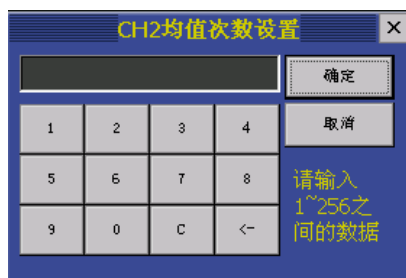 CH2均值次数设置 ×
确定
1 2 3 4 取消
5 6 7 8 请输入
1~256之
9 0 C <- 间的数据